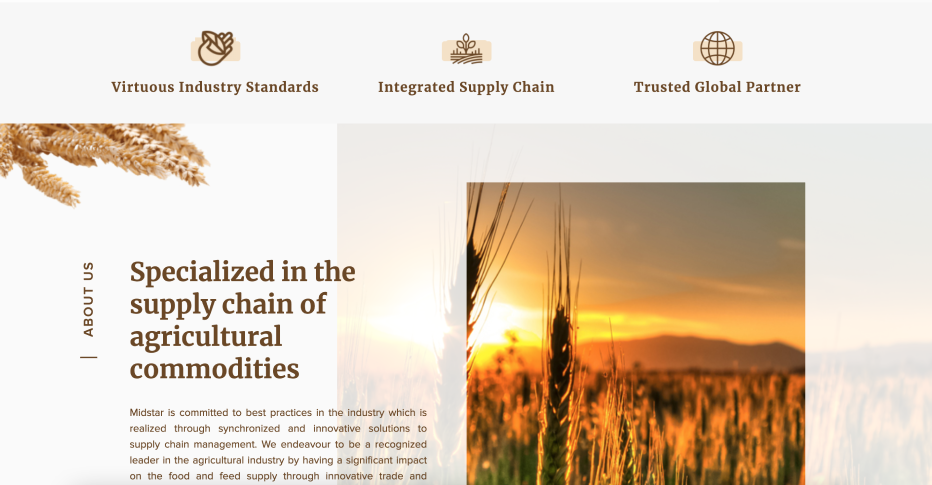 Virtuous Industry Standards
Integrated Supply Chain
Trusted Global Partner
ABOUT US
Specialized in the
supply chain of
agricultural
commodities
Midstar is committed to best practices in the industry which is
realized through synchronized and innovative solutions to
supply chain management. We endeavour to be a recognized
leader in the agricultural industry by having a significant impact
on the food and feed supply through innovative trade and